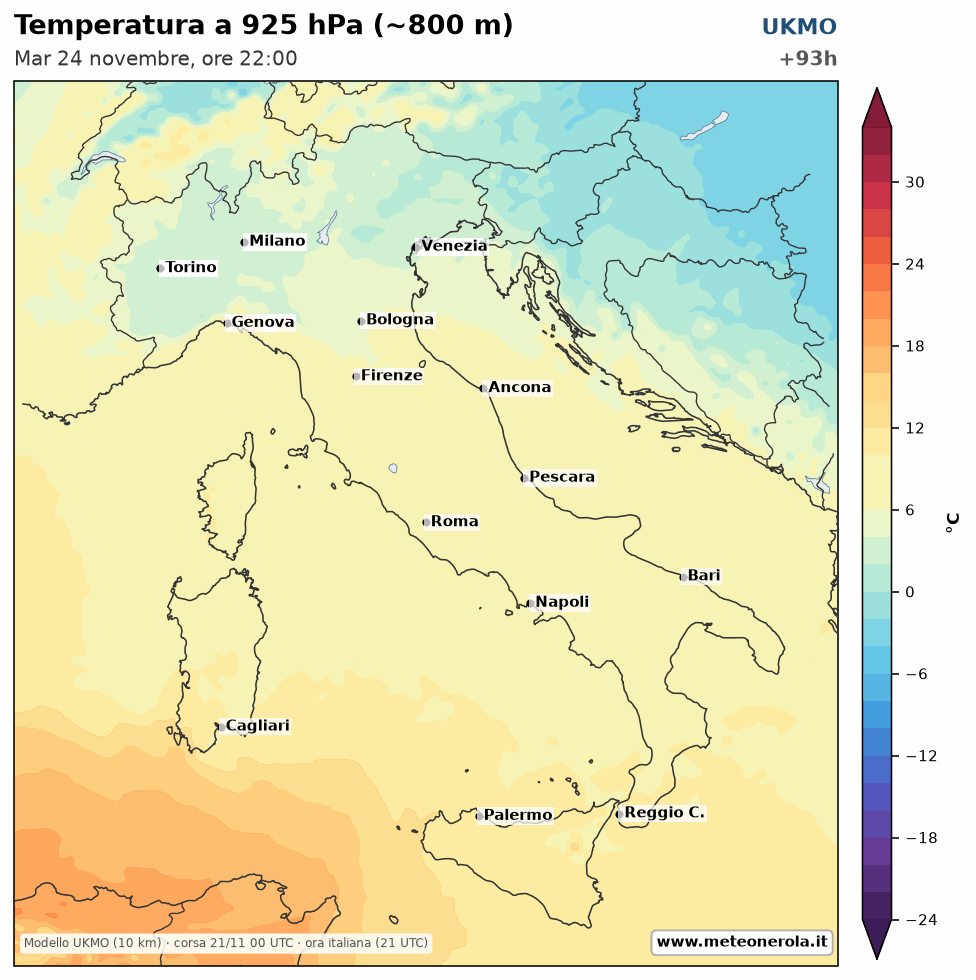 Temperatura a 925 hPa (~800 m)
UKMO
Mar 24 novembre, ore 22:00
+93h
Milano
Venezia
Torino
Genova
Bologna
Firenze
Ancona
Pescara
Roma
Bari
Napoli
Cagliari
Palermo
Reggio C.
30
24
18
12
6
0
−6
−12
−18
−24
°C
Modello UKMO (10 km) · corsa 21/11 00 UTC · ora italiana (21 UTC)
www.meteonerola.it